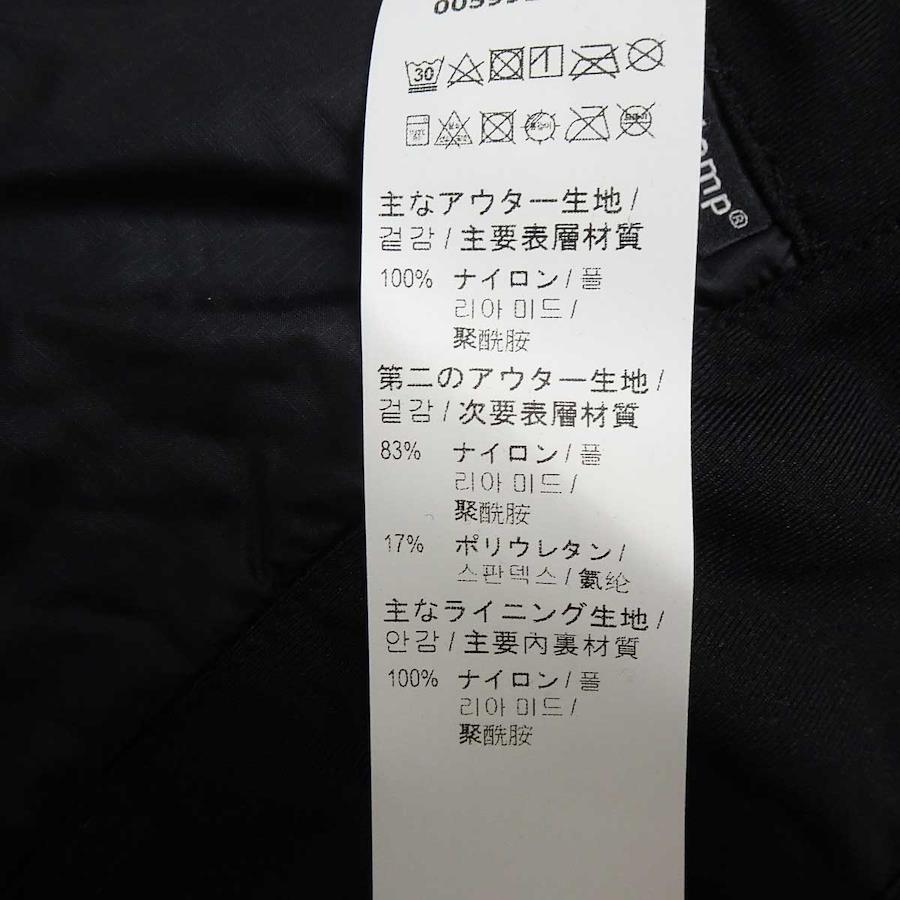 30
主なアウター生地/
겉감/主要表層材質
100% ナイロン/폴
리아미드/
聚酰胺
第二のアウター生地/
겉감/次要表層材質
83% ナイロン/폴
리아미드/
聚酰胺
17% ポリウレタン/
스판덱스/氨纶
主なライニング生地/
안감/主要內裏材質
100% ナイロン/폴
리아미드/
聚酰胺